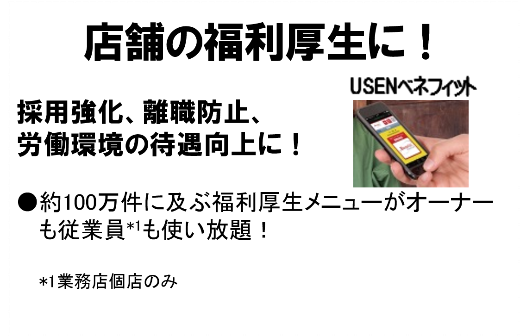 店舗の福利厚生に！
USENベネフィット
採用強化、離職防止、
労働環境の待遇向上に！
●約100万件に及ぶ福利厚生メニューがオーナー
も従業員*1も使い放題！
*1業務店個店のみ